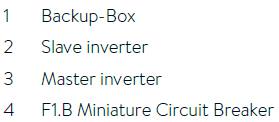 1 Backup-Box
2 Slave inverter
3 Master inverter
4 F1.B Miniature Circuit Breaker